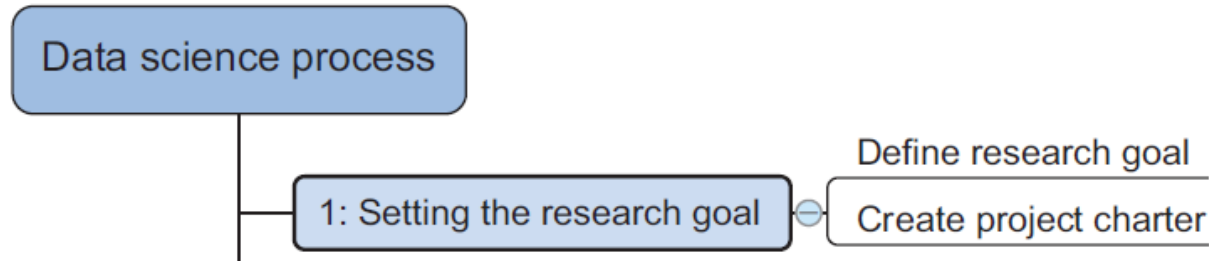 Data science process
Define research goal
1: Setting the research goal
Create project charter